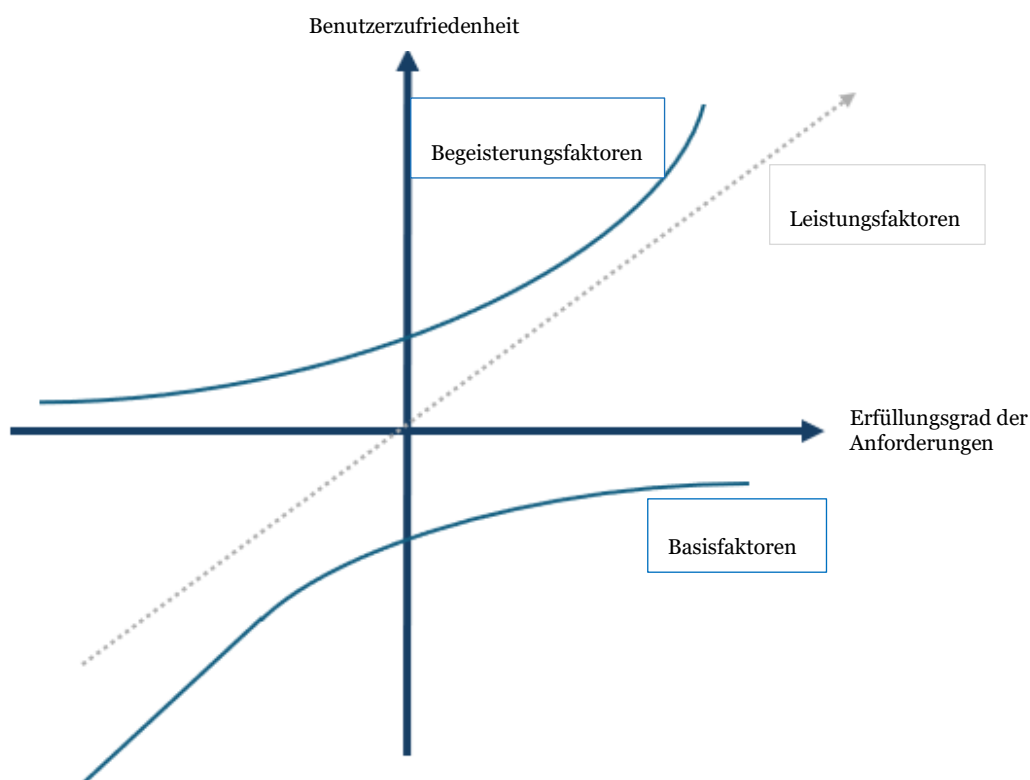 Benutzerzufriedenheit
Begeisterungsfaktoren
Leistungsfaktoren
Erfüllungsgrad der
Anforderungen
Basisfaktoren